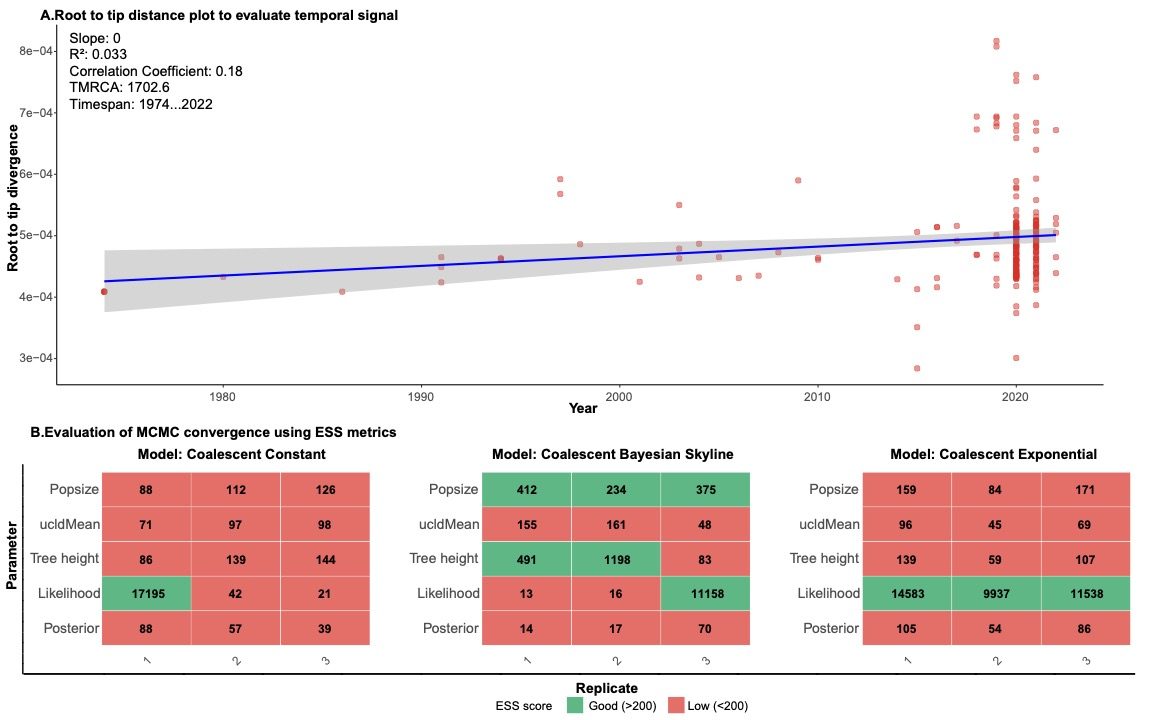 A.Root to tip distance plot to evaluate temporal signal
Slope: 0
R²: 0.033
Correlation Coefficient: 0.18
TMRCA: 1702.6
Timespan: 1974...2022
Root to tip divergence
8e−04
7e−04
6e−04
5e−04
4e−04
3e−04
1980 1990 2000 2010 2020
Year
B.Evaluation of MCMC convergence using ESS metrics
Parameter
Model: Coalescent Constant
Popsize 88 112 126
ucldMean 71 97 98
Tree height 86 139 144
Likelihood 17195 42 21
Posterior 88 57 39
1 2 3
Model: Coalescent Bayesian Skyline
Popsize 412 234 375
ucldMean 155 161 48
Tree height 491 1198 83
Likelihood 13 16 11158
Posterior 14 17 70
1 2 3
Model: Coalescent Exponential
Popsize 159 84 171
ucldMean 96 45 69
Tree height 139 59 107
Likelihood 14583 9937 11538
Posterior 105 54 86
1 2 3
Replicate
ESS score Good (>200) Low (<200)